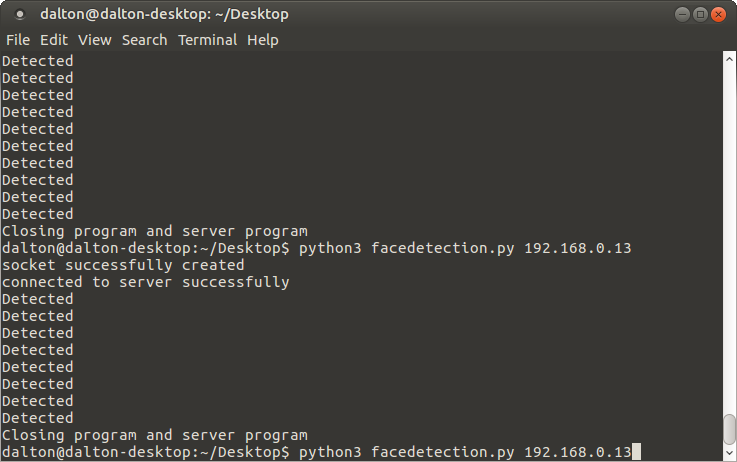 dalton@dalton-desktop: ~/Desktop
File Edit View Search Terminal Help
Detected
Detected
Detected
Detected
Detected
Detected
Detected
Detected
Detected
Detected
Closing program and server program
dalton@dalton-desktop:~/Desktop$ python3 facedetection.py 192.168.0.13
socket successfully created
connected to server successfully
Detected
Detected
Detected
Detected
Detected
Detected
Detected
Detected
Closing program and server program
dalton@dalton-desktop:~/Desktop$ python3 facedetection.py 192.168.0.13